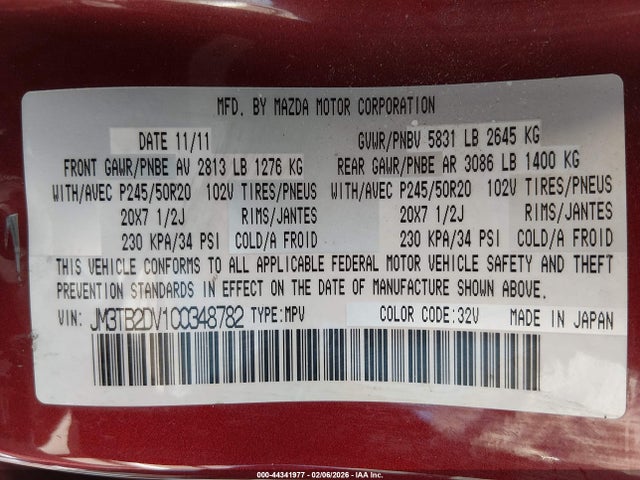 MFD. BY MAZDA MOTOR CORPORATION
DATE 11/11 GVWR/PNBV 5831 LB 2645 KG
FRONT GAWR/PNBE AV 2813 LB 1276 KG REAR GAWR/PNBE AR 3086 LB 1400 KG
WITH/AVEC P245/50R20 102V TIRES/PNEUS WITH/AVEC P245/50R20 102V TIRES/PNEUS
20X7 1/2J RIMS/JANTES 20X7 1/2J RIMS/JANTES
230 KPA/34 PSI COLD/A FROID 230 KPA/34 PSI COLD/A FROID
THIS VEHICLE CONFORMS TO ALL APPLICABLE FEDERAL MOTOR VEHICLE SAFETY AND THEFT
PREVENTION STANDARDS IN EFFECT ON THE DATE OF MANUFACTURE SHOWN ABOVE.
VIN: JM3TB2DV1C0348782 TYPE:MPV COLOR CODE:32V MADE IN JAPAN
000-44341977 - 02/06/2026 - IAA Inc.